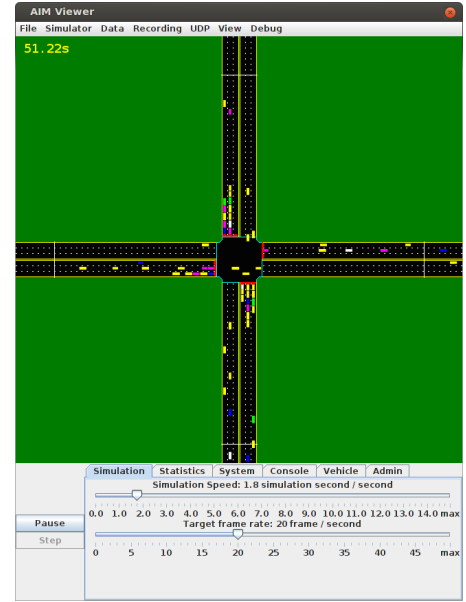 AIM Viewer
File Simulator Data Recording UDP View Debug
51.22s
Simulation Statistics System Console Vehicle Admin
Simulation Speed: 1.8 simulation second / second
0.0 1.0 2.0 3.0 4.0 5.0 6.0 7.0 8.0 9.0 10.0 11.0 12.0 13.0 14.0 max
Target frame rate: 20 frame / second
0 5 10 15 20 25 30 35 40 45 max
Pause
Step